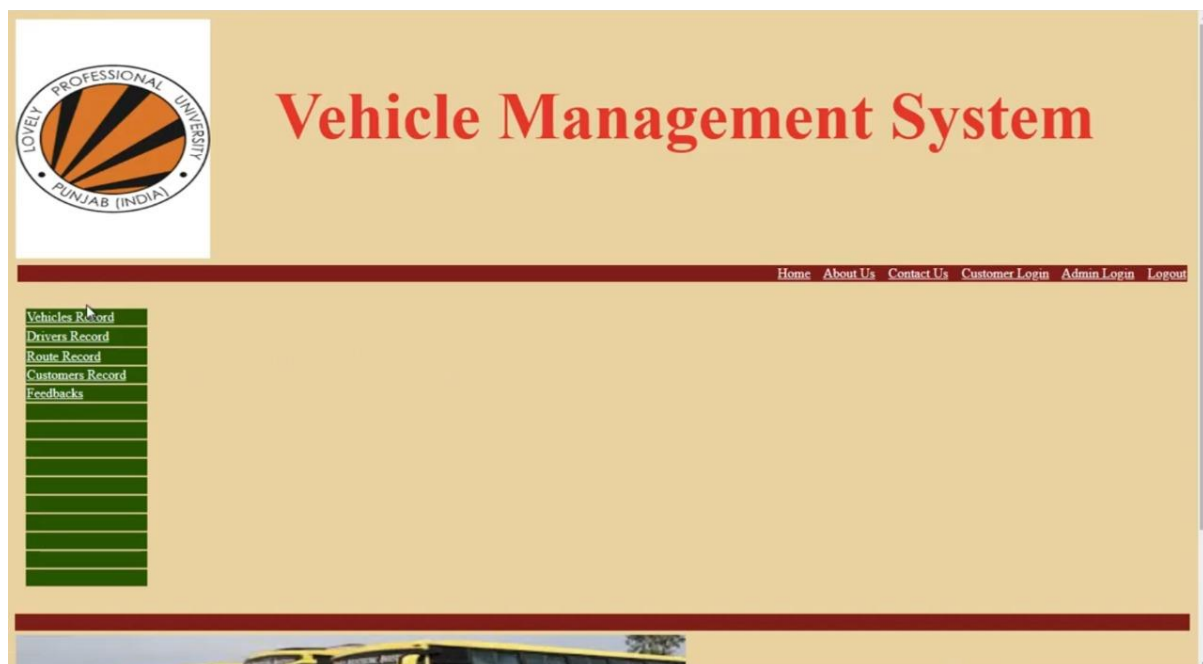 LOVELY PROFESSIONAL UNIVERSITY
PUNJAB (INDIA)
Vehicle Management System
Home About Us Contact Us Customer Login Admin Login Logout
Vehicles Record
Drivers Record
Route Record
Customers Record
Feedbacks